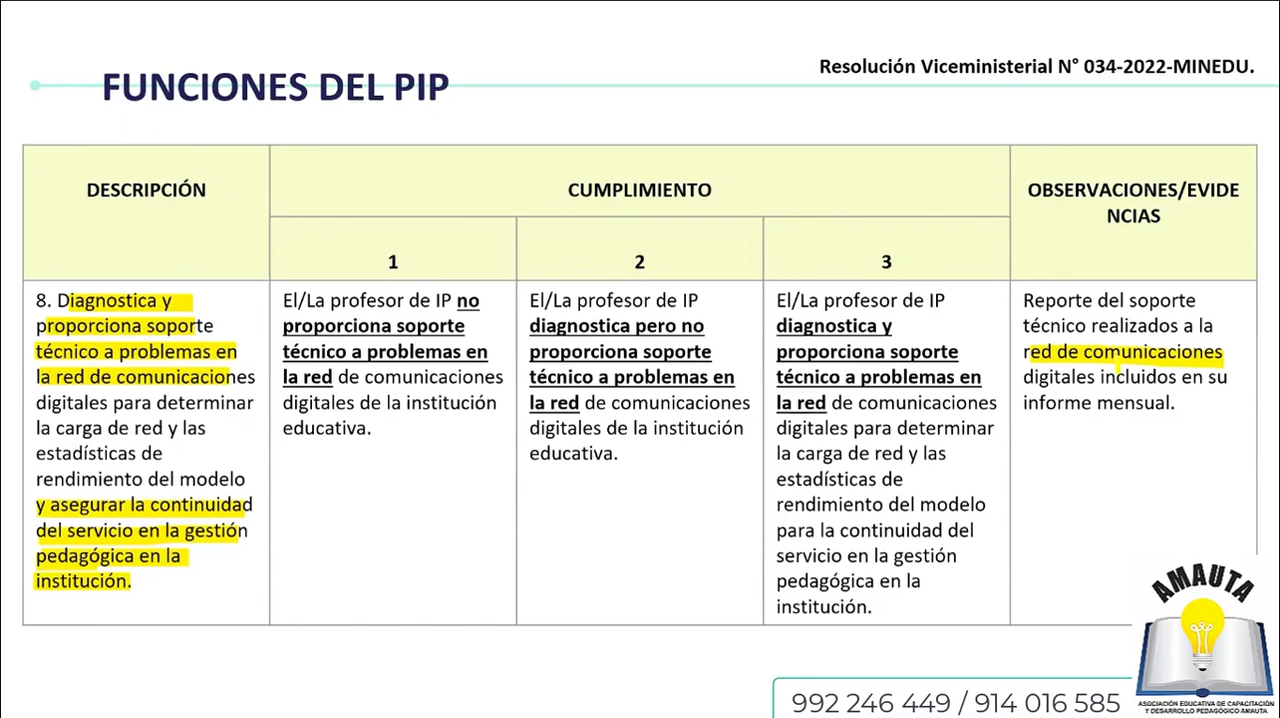 Resolución Viceministerial N° 034-2022-MINEDU.
FUNCIONES DEL PIP
DESCRIPCIÓN
CUMPLIMIENTO
OBSERVACIONES/EVIDE
NCIAS
1
2
3
8. Diagnostica y
proporciona soporte
técnico a problemas en
la red de comunicaciones
digitales para determinar
la carga de red y las
estadísticas de
rendimiento del modelo
y asegurar la continuidad
del servicio en la gestión
pedagógica en la
institución.
El/La profesor de IP no
proporciona soporte
técnico a problemas en
la red de comunicaciones
digitales de la institución
educativa.
El/La profesor de IP
diagnostica pero no
proporciona soporte
técnico a problemas en
la red de comunicaciones
digitales de la institución
educativa.
El/La profesor de IP
diagnostica y
proporciona soporte
técnico a problemas en
la red de comunicaciones
digitales para determinar
la carga de red y las
estadísticas de
rendimiento del modelo
para la continuidad del
servicio en la gestión
pedagógica en la
institución.
Reporte del soporte
técnico realizados a la
red de comunicaciones
digitales incluidos en su
informe mensual.
AMAUTA
ASOCIACIÓN EDUCATIVA DE CAPACITACIÓN
Y DESARROLLO PEDAGÓGICO AMAUTA
992 246 449 / 914 016 585